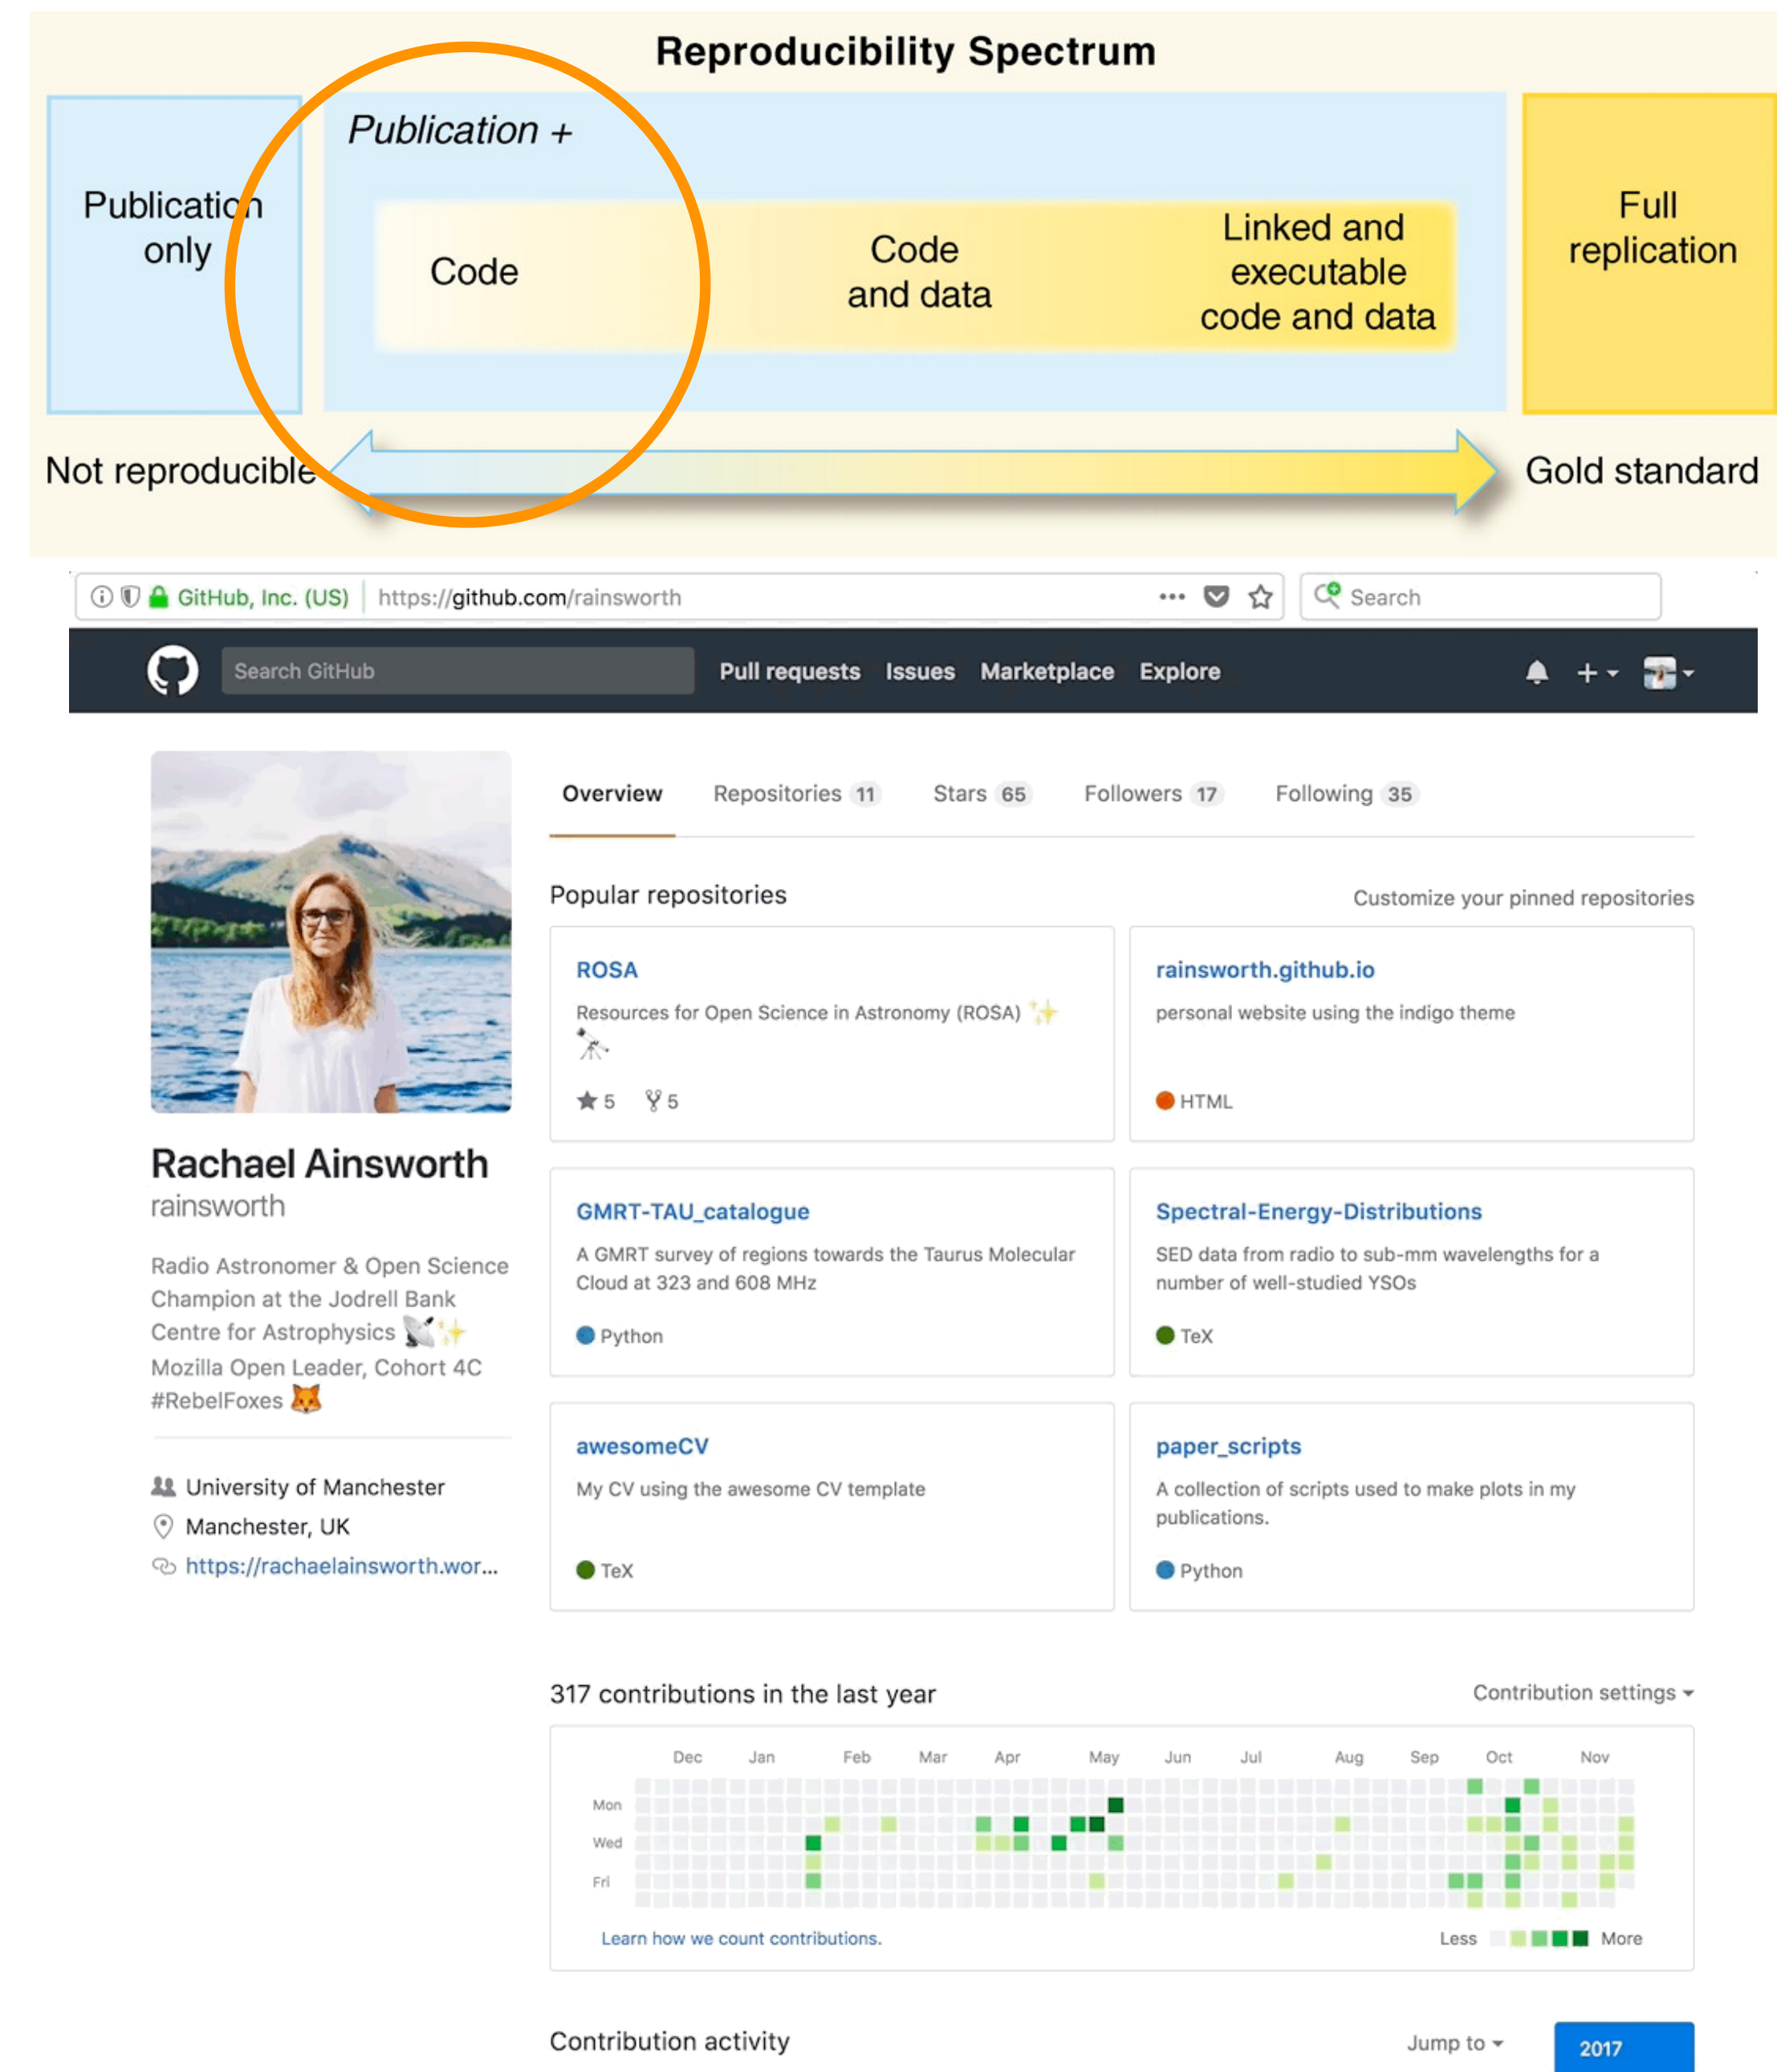 Reproducibility Spectrum
Publication only
Publication +
Code
Code and data
Linked and executable code and data
Full replication
Not reproducible
Gold standard
GitHub, Inc. (US) https://github.com/rainsworth
Search
Search GitHub
Pull requests Issues Marketplace Explore
Overview Repositories 11 Stars 65 Followers 17 Following 35
Popular repositories
Customize your pinned repositories
ROSA
Resources for Open Science in Astronomy (ROSA)
5 5
rainsworth.github.io
personal website using the indigo theme
HTML
Rachael Ainsworth
rainsworth
Radio Astronomer & Open Science
Champion at the Jodrell Bank
Centre for Astrophysics
Mozilla Open Leader, Cohort 4C
#RebelFoxes
University of Manchester
Manchester, UK
https://rachaelainsworth.wor...
GMRT-TAU_catalogue
A GMRT survey of regions towards the Taurus Molecular
Cloud at 323 and 608 MHz
Python
Spectral-Energy-Distributions
SED data from radio to sub-mm wavelengths for a
number of well-studied YSOs
TeX
awesomeCV
My CV using the awesome CV template
TeX
paper_scripts
A collection of scripts used to make plots in my
publications.
Python
317 contributions in the last year
Contribution settings
Dec Jan Feb Mar Apr May Jun Jul Aug Sep Oct Nov
Mon
Wed
Fri
Learn how we count contributions.
Less More
Contribution activity
Jump to
2017